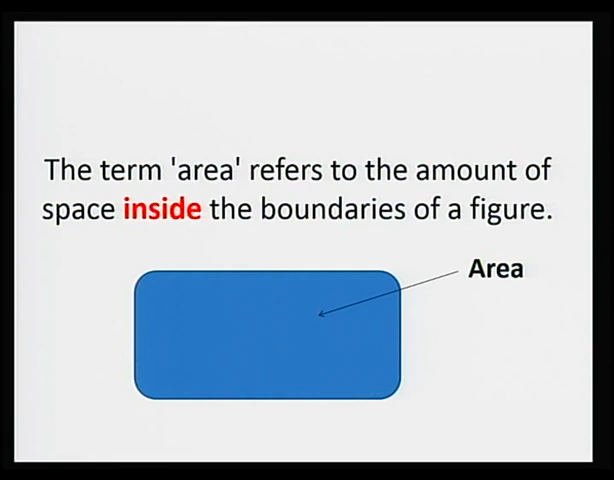 The term 'area' refers to the amount of
space inside the boundaries of a figure.
Area